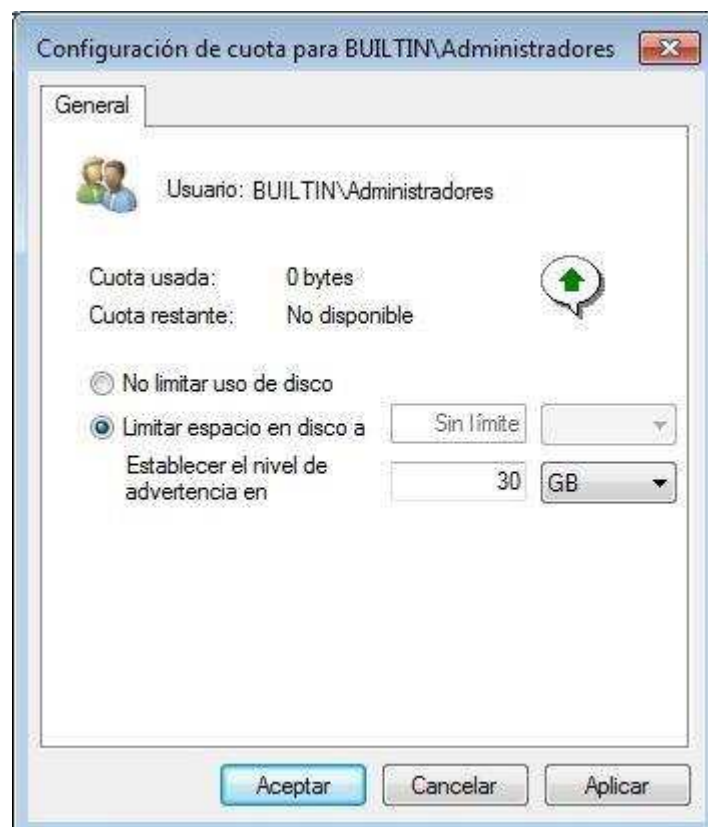 Configuración de cuota para BUILTIN\Administradores
General
Usuario: BUILTIN\Administradores
Cuota usada: 0 bytes
Cuota restante: No disponible
No limitar uso de disco
Limitar espacio en disco a Sin límite
Establecer el nivel de
advertencia en 30 GB
Aceptar Cancelar Aplicar